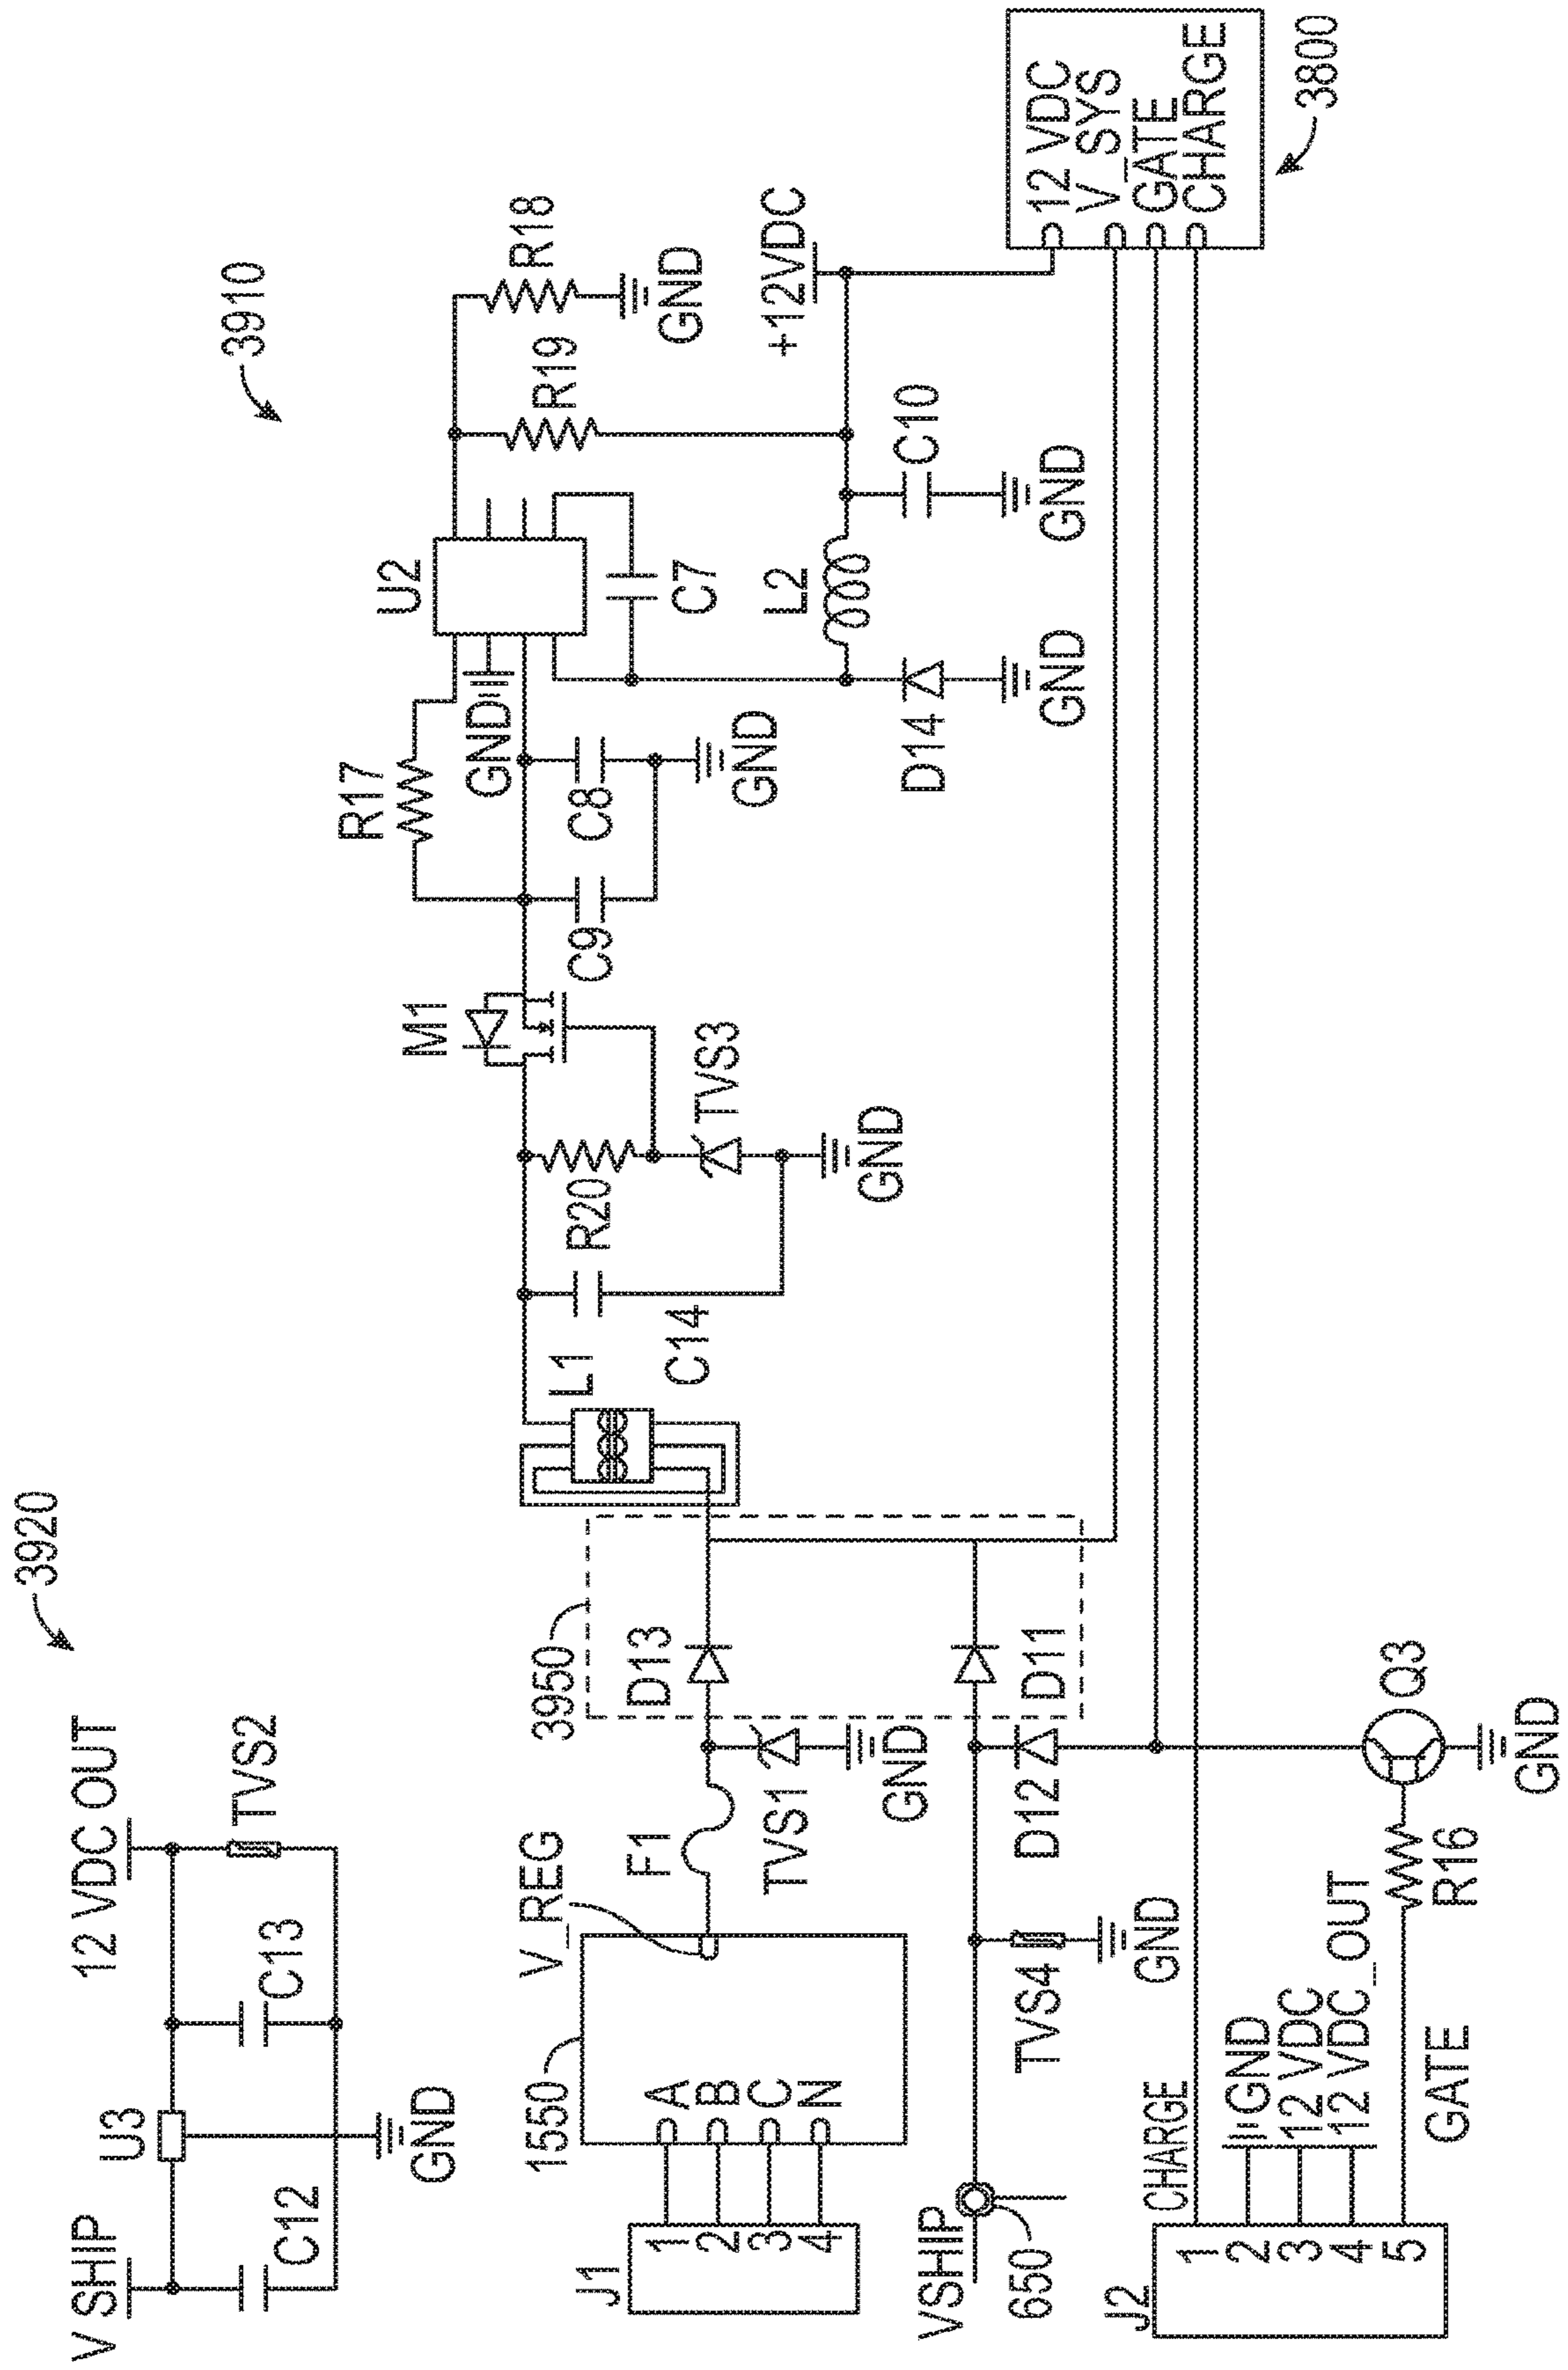 3920
V SHIP
U3
12 VDC OUT
C12
C13
TVS2
GND
3910
U2
R17
R18
R19
GND
GND
M1
C9
C8
C7
GND
L1
R20
TVS3
C14
GND
L2
+12VDC
D14
C10
GND
GND
J1
1
2
3
4
1550
A
B
C
N
V_REG
F1
3950
D13
TVS1
GND
VSHIP
650
TVS4
GND
D12
D11
12 VDC
V_SYS
GATE
CHARGE
3800
J2
1
2
3
4
5
CHARGE
GND
12 VDC
12 VDC_OUT
GATE
R16
Q3
GND